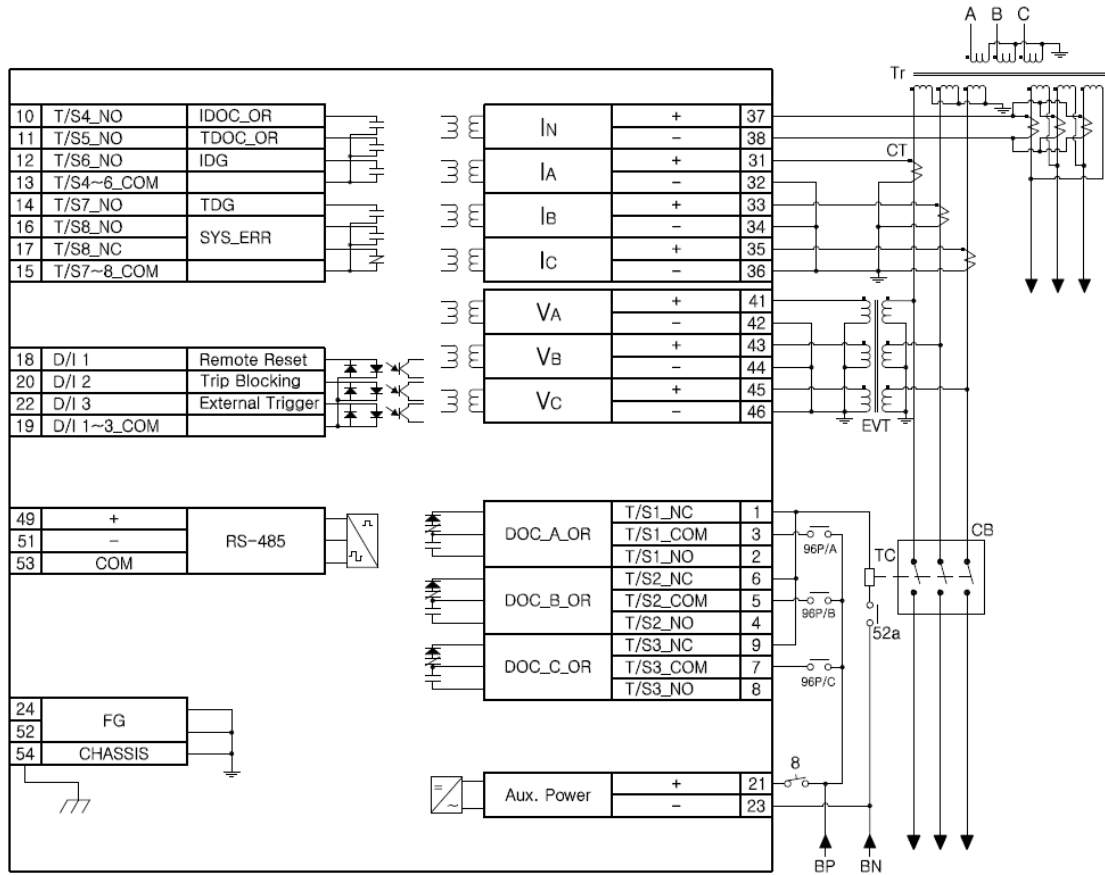 A B C
Tr
10 T/S4_NO IDOC_OR
11 T/S5_NO TDOC_OR
12 T/S6_NO IDG
13 T/S4~6_COM
14 T/S7_NO TDG
16 T/S8_NO SYS_ERR
17 T/S8_NC
15 T/S7~8_COM
IN + 37
− 38
IA + 31
− 32
IB + 33
− 34
IC + 35
− 36
CT
VA + 41
− 42
VB + 43
− 44
VC + 45
− 46
EVT
18 D/I 1 Remote Reset
20 D/I 2 Trip Blocking
22 D/I 3 External Trigger
19 D/I 1~3_COM
49 + RS-485
51 −
53 COM
DOC_A_OR T/S1_NC 1
T/S1_COM 3
T/S1_NO 2
DOC_B_OR T/S2_NC 6
T/S2_COM 5
T/S2_NO 4
DOC_C_OR T/S3_NC 9
T/S3_COM 7
T/S3_NO 8
96P/A
96P/B
96P/C
TC
CB
52a
24 FG
52
54 CHASSIS
Aux. Power + 21
− 23
8
BP BN